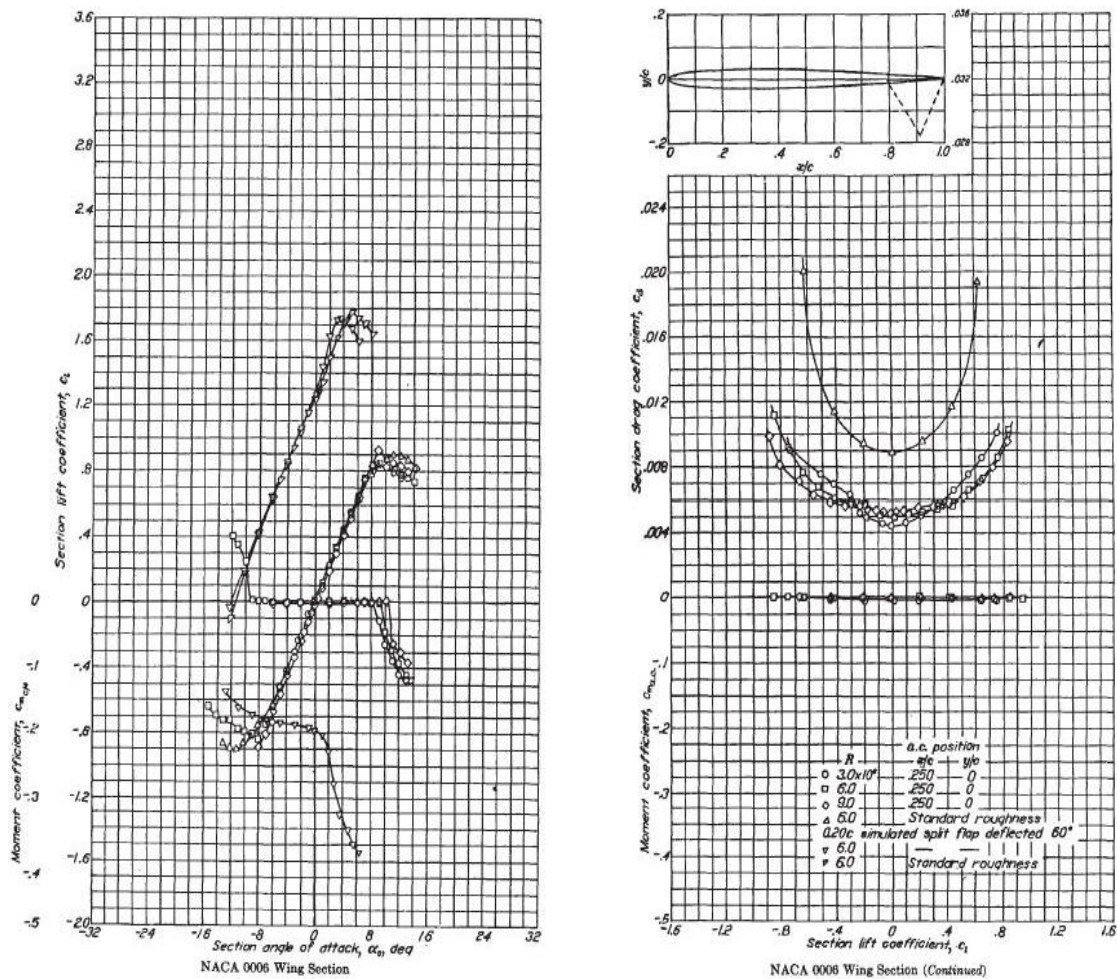 3.6
3.2
2.8
2.4
2.0
1.6
1.2
.8
.4
0
-.4
-.8
-1.2
-1.6
-2.0
Section lift coefficient, cl
0
-.1
-.2
-.3
-.4
-.5
Moment coefficient, cm c/4
-32 -24 -16 -8 0 8 16 24 32
Section angle of attack, α0, deg
NACA 0006 Wing Section
.2
0
-.2
y/c
0 .2 .4 .6 .8 1.0
x/c
.036
.032
.028
.024
.020
.016
.012
.008
.004
Section drag coefficient, cd
0
-.1
-.2
-.3
-.4
-.5
Moment coefficient, cm a.c.
a.c. position
R x/c y/c
3.0×10⁶ .250 0
6.0 .250 0
9.0 .250 0
6.0 Standard roughness
0.20c simulated split flap deflected 60°
6.0 — —
6.0 Standard roughness
-1.6 -1.2 -.8 -.4 0 .4 .8 1.2 1.6
Section lift coefficient, cl
NACA 0006 Wing Section (Continued)